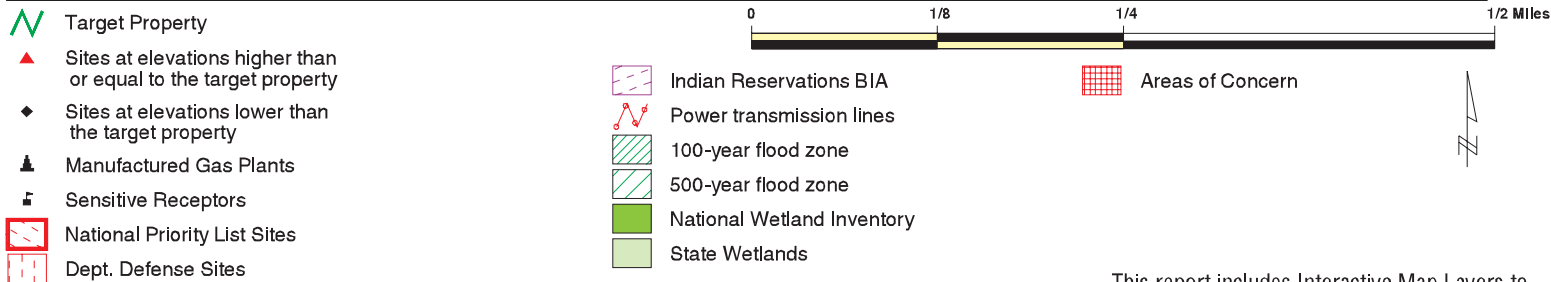 0 1/8 1/4 1/2 Miles
Target Property
Sites at elevations higher than
or equal to the target property
Sites at elevations lower than
the target property
Manufactured Gas Plants
Sensitive Receptors
National Priority List Sites
Dept. Defense Sites
Indian Reservations BIA
Power transmission lines
100-year flood zone
500-year flood zone
National Wetland Inventory
State Wetlands
Areas of Concern
This report includes Interactive Map Layers to